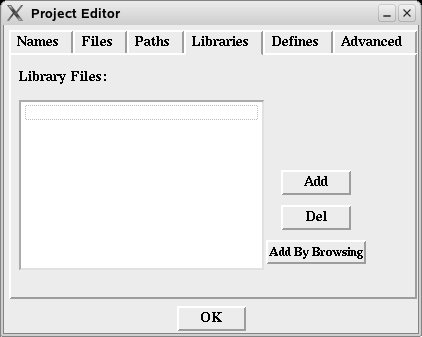 Project Editor
Names Files Paths Libraries Defines Advanced
Library Files:
Add
Del
Add By Browsing
OK